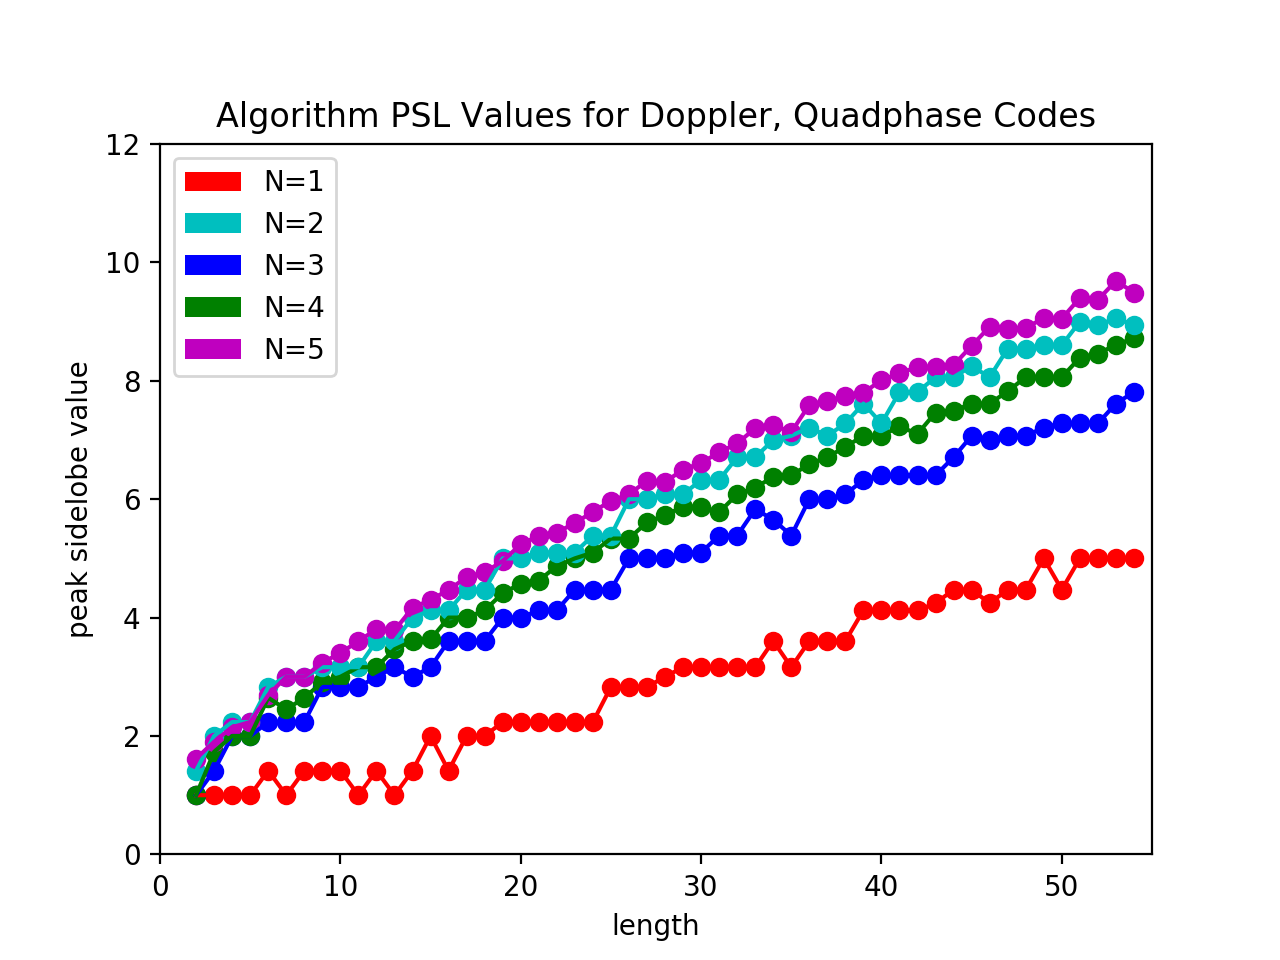 Algorithm PSL Values for Doppler, Quadphase Codes
12
10
8
6
4
2
0
peak sidelobe value
N=1
N=2
N=3
N=4
N=5
0 10 20 30 40 50
length